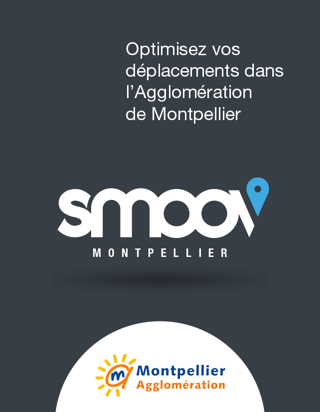 Optimisez vos
déplacements dans
l'Agglomération
de Montpellier
smoov
MONTPELLIER
m Montpellier
Agglomération